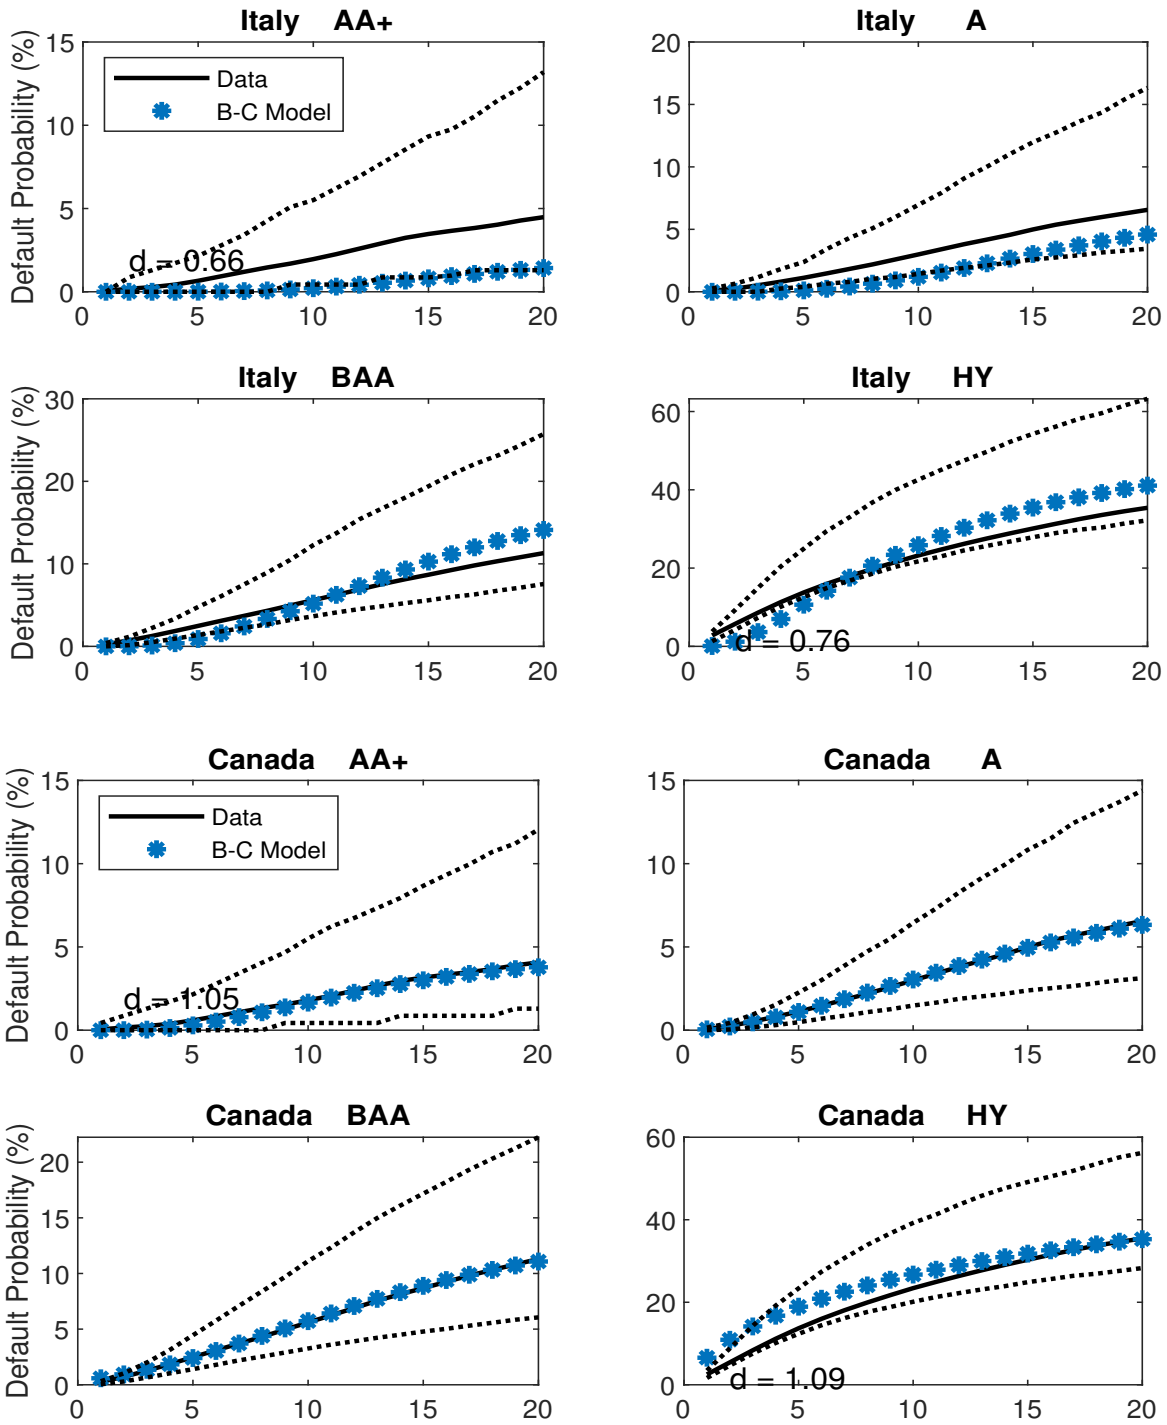 Italy AA+
Italy A
Default Probability (%)
15
10
5
0
Data
B-C Model
d = 0.66
0 5 10 15 20
20
15
10
5
0
0 5 10 15 20
Italy BAA
Italy HY
Default Probability (%)
30
20
10
0
0 5 10 15 20
60
40
20
0
d = 0.76
0 5 10 15 20
Canada AA+
Canada A
Default Probability (%)
15
10
5
0
Data
B-C Model
d = 1.05
0 5 10 15 20
15
10
5
0
0 5 10 15 20
Canada BAA
Canada HY
Default Probability (%)
20
15
10
5
0
0 5 10 15 20
60
40
20
0
d = 1.09
0 5 10 15 20